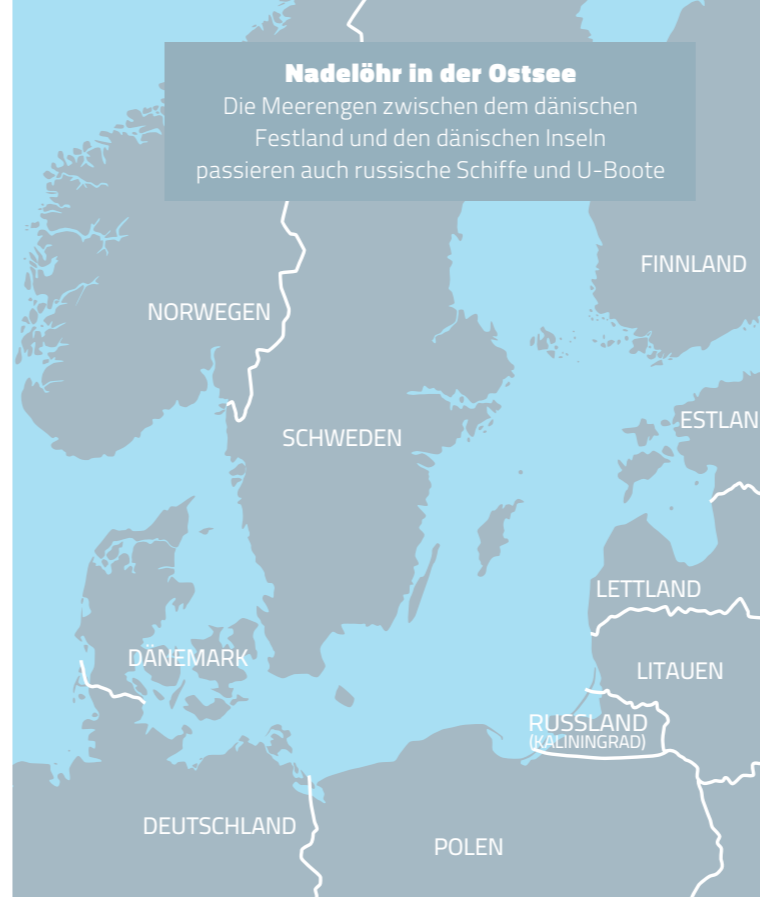 Nadelöhr in der Ostsee
Die Meerengen zwischen dem dänischen
Festland und den dänischen Inseln
passieren auch russische Schiffe und U-Boote
FINNLAND
NORWEGEN
ESTLAN
SCHWEDEN
LETTLAND
DÄNEMARK
LITAUEN
RUSSLAND
(KALININGRAD)
DEUTSCHLAND
POLEN